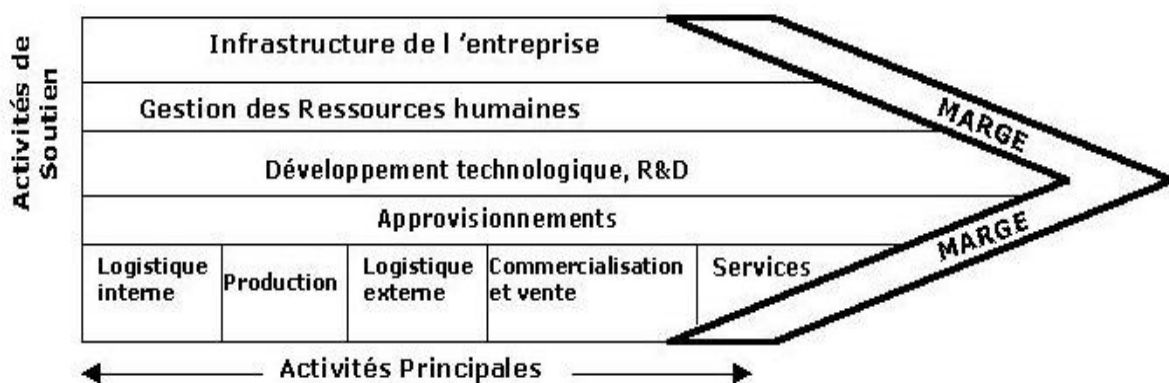 Activités de
Soutien
Infrastructure de l ’entreprise
Gestion des Ressources humaines
Développement technologique, R&D
Approvisionnements
MARGE
MARGE
Logistique
interne
Production
Logistique
externe
Commercialisation
et vente
Services
Activités Principales